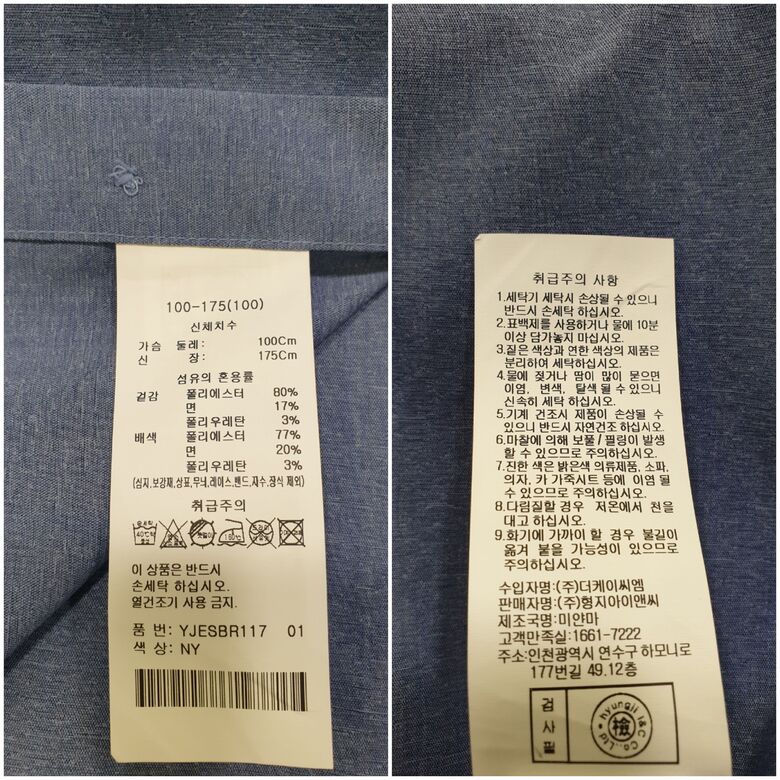 100-175(100)
신체치수
가슴 둘레: 100Cm
신 장: 175Cm
섬유의 혼용률
겉감 폴리에스터 80%
면 17%
폴리우레탄 3%
배색 폴리에스터 77%
면 20%
폴리우레탄 3%
(심지,보강재,상표,무늬,레이스,밴드,자수,장식 제외)
취급주의
이 상품은 반드시
손세탁 하십시오.
열건조기 사용 금지.
품 번: YJESBR117 01
색 상: NY
취급주의 사항
1.세탁기 세탁시 손상될 수 있으니
반드시 손세탁 하십시오.
2.표백제를 사용하거나 물에 10분
이상 담가놓지 마십시오.
3.짙은 색상과 연한 색상의 제품은
분리하여 세탁하십시오.
4.물에 젖거나 땀이 많이 묻으면
이염, 변색, 탈색 될 수 있으니
신속히 세탁 하십시오.
5.기계 건조시 제품이 손상될 수
있으니 반드시 자연건조 하십시오.
6.마찰에 의해 보풀/필링이 발생
할 수 있으므로 주의하십시오.
7.진한 색은 밝은색 의류제품, 소파,
의자, 카 가죽시트 등에 이염 될
수 있으므로 주의하십시오.
8.다림질할 경우 저온에서 천을
대고 하십시오.
9.화기에 가까이 할 경우 불길이
옮겨 붙을 가능성이 있으므로
주의하십시오.
수입자명:(주)더케이씨엠
판매자명:(주)형지아이앤씨
제조국명:미얀마
고객만족실:1661-7222
주소:인천광역시 연수구 하모니로
177번길 49.12층
검사필
hyungji I&C Co., Ltd.
檢